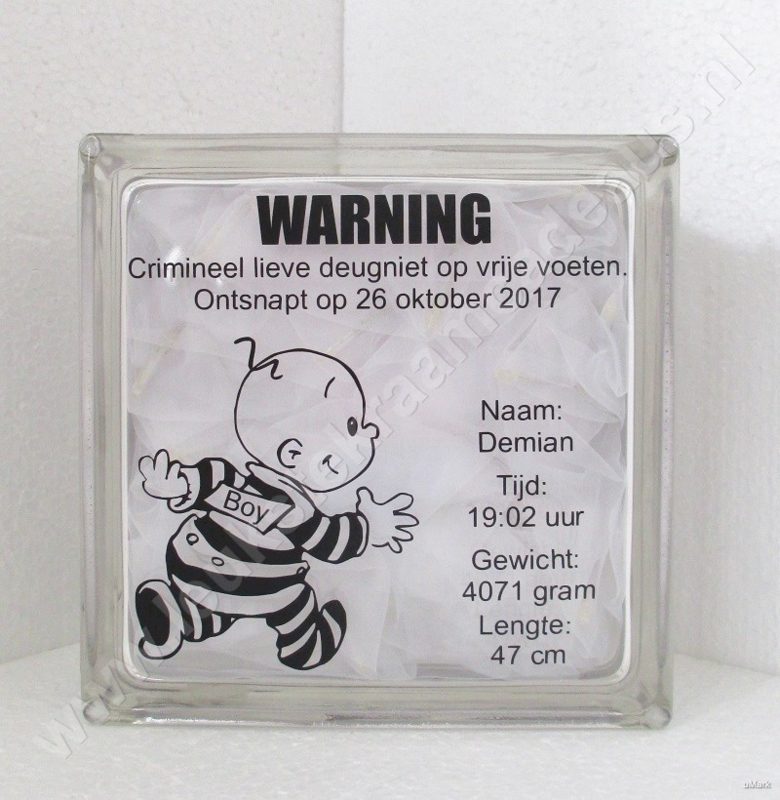 WARNING
Crimineel lieve deugniet op vrije voeten.
Ontsnapt op 26 oktober 2017
Boy
Naam:
Demian
Tijd:
19:02 uur
Gewicht:
4071 gram
Lengte:
47 cm
uMark